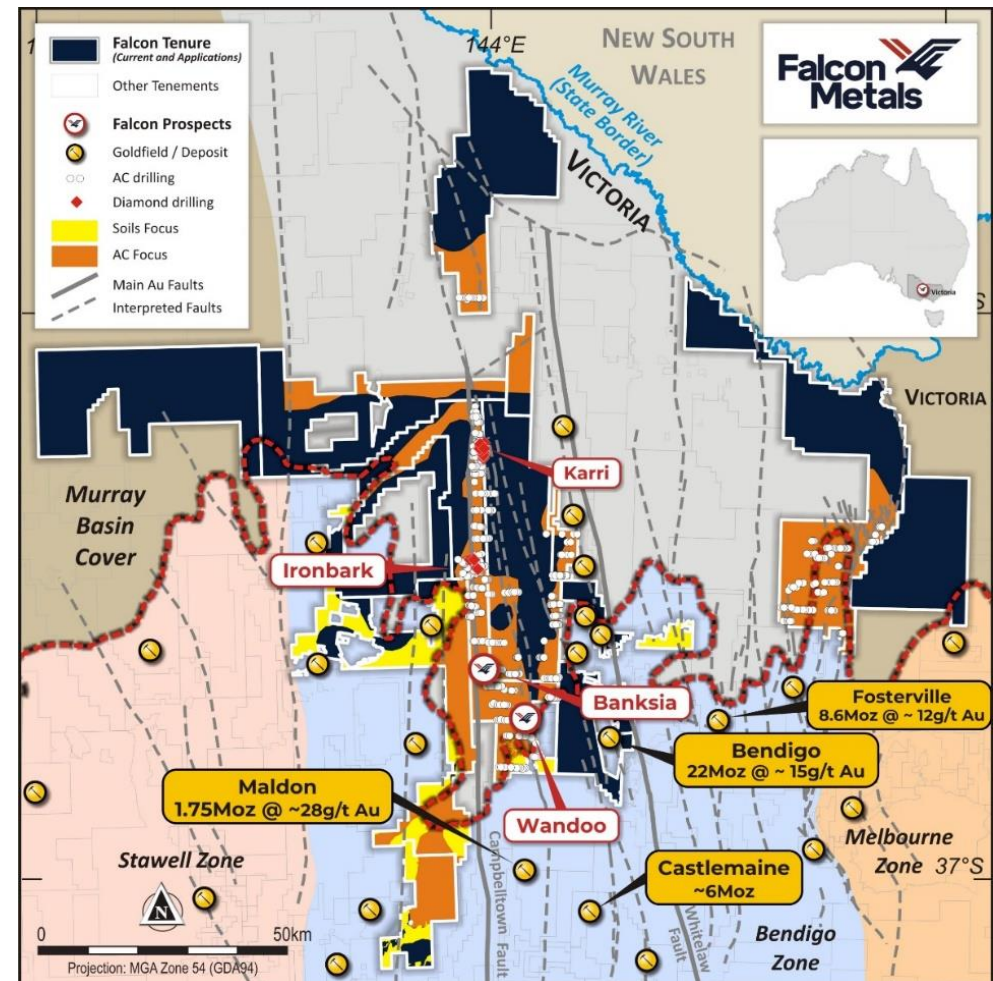 144°E
Falcon Tenure
(Current and Applications)
Other Tenements
Falcon Prospects
Goldfield / Deposit
AC drilling
Diamond drilling
Soils Focus
AC Focus
Main Au Faults
Interpreted Faults
NEW SOUTH
WALES
Murray River
(State Border)
VICTORIA
Falcon
Metals
Victoria
VICTORIA
Murray
Basin
Cover
Karri
Ironbark
Banksia
Fosterville
8.6Moz @ ~ 12g/t Au
Bendigo
22Moz @ ~ 15g/t Au
Maldon
1.75Moz @ ~28g/t Au
Wandoo
Stawell Zone
Campbelltown Fault
Castlemaine
~6Moz
Whitelaw
Fault
Melbourne
Zone
37°S
Bendigo
Zone
N
0
50km
Projection: MGA Zone 54 (GDA94)